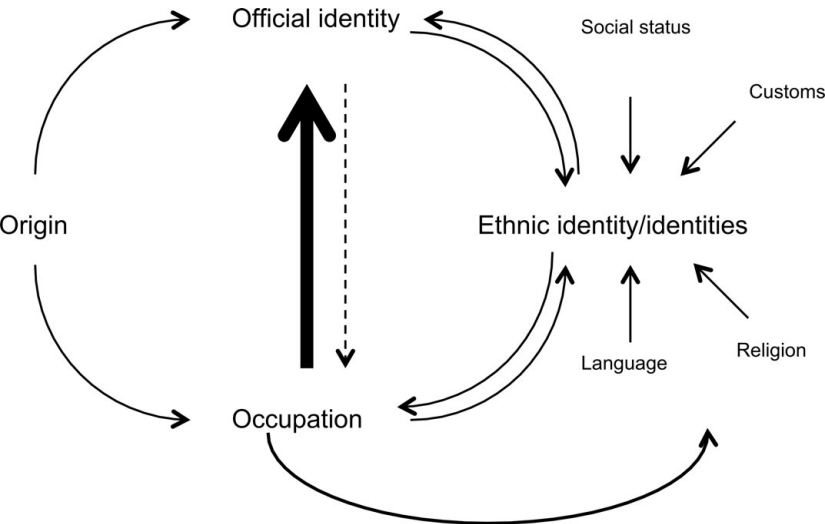 Official identity
Social status
Customs
Origin
Ethnic identity/identities
Language
Religion
Occupation